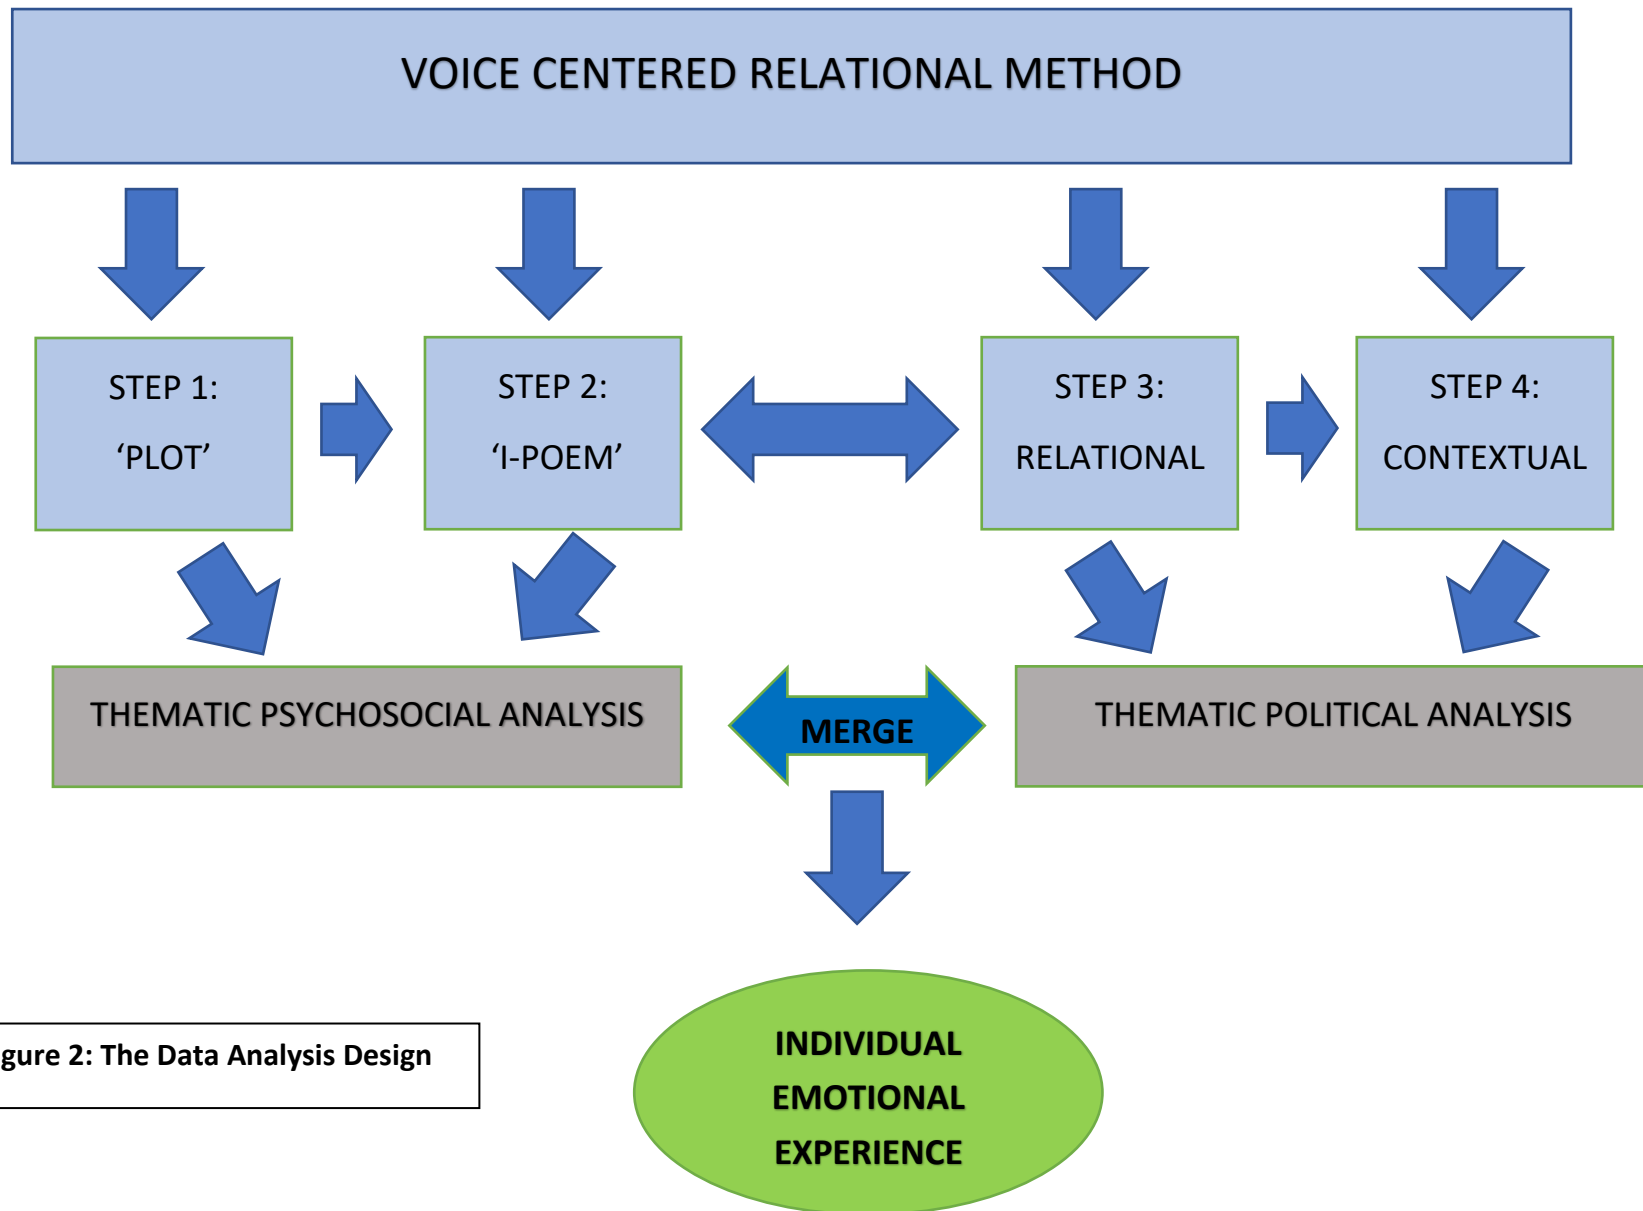 VOICE CENTERED RELATIONAL METHOD
STEP 1:
‘PLOT’
STEP 2:
‘I-POEM’
STEP 3:
RELATIONAL
STEP 4:
CONTEXTUAL
THEMATIC PSYCHOSOCIAL ANALYSIS
MERGE
THEMATIC POLITICAL ANALYSIS
gure 2: The Data Analysis Design
INDIVIDUAL
EMOTIONAL
EXPERIENCE